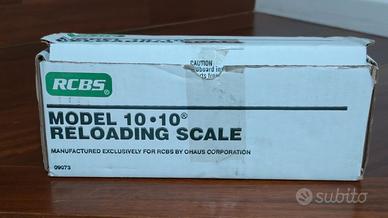 CAUTION
RCBS®
MODEL 10•10®
RELOADING SCALE
MANUFACTURED EXCLUSIVELY FOR RCBS BY OHAUS CORPORATION
09073
subito